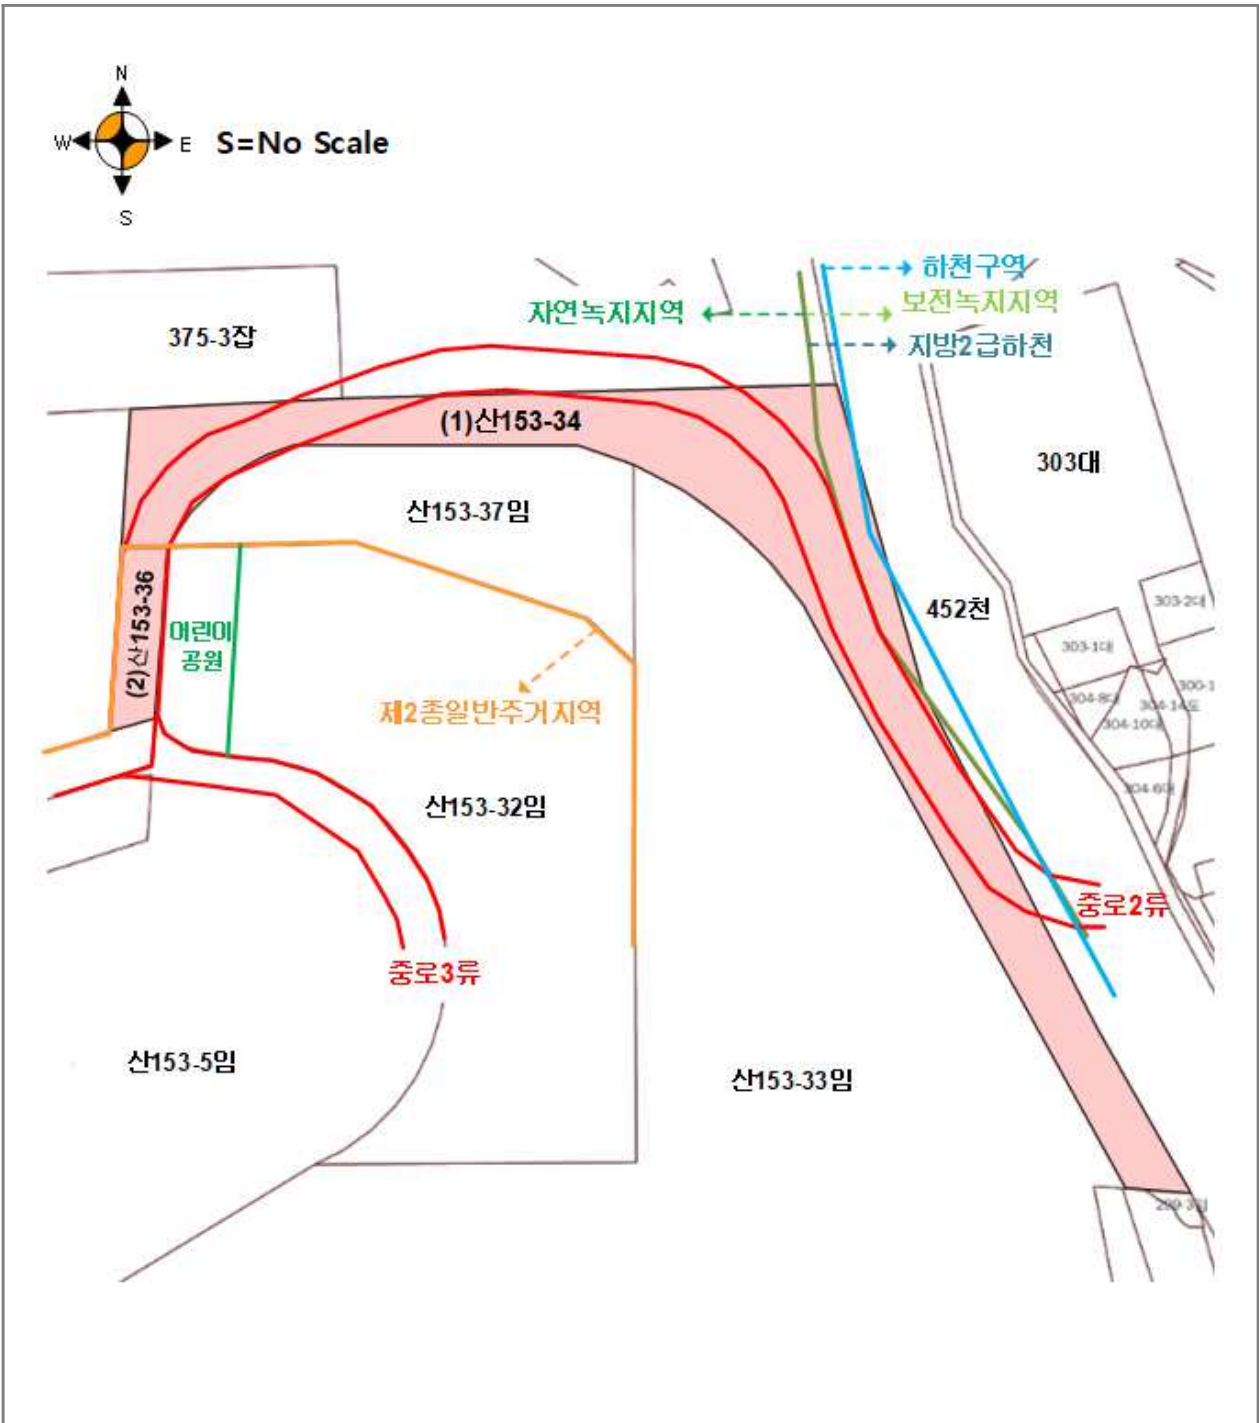 N
W E S=No Scale
S
하천구역
자연녹지지역 보전녹지지역
지방2급하천
375-3잡
(1)산153-34
303대
산153-37임
(2)산153-36
어린이
공원
452천
303-2대
303-1대
304-8대
300-1
304-14도
304-10대
제2종일반주거지역
304-6대
산153-32임
중로2류
중로3류
산153-5임
산153-33임